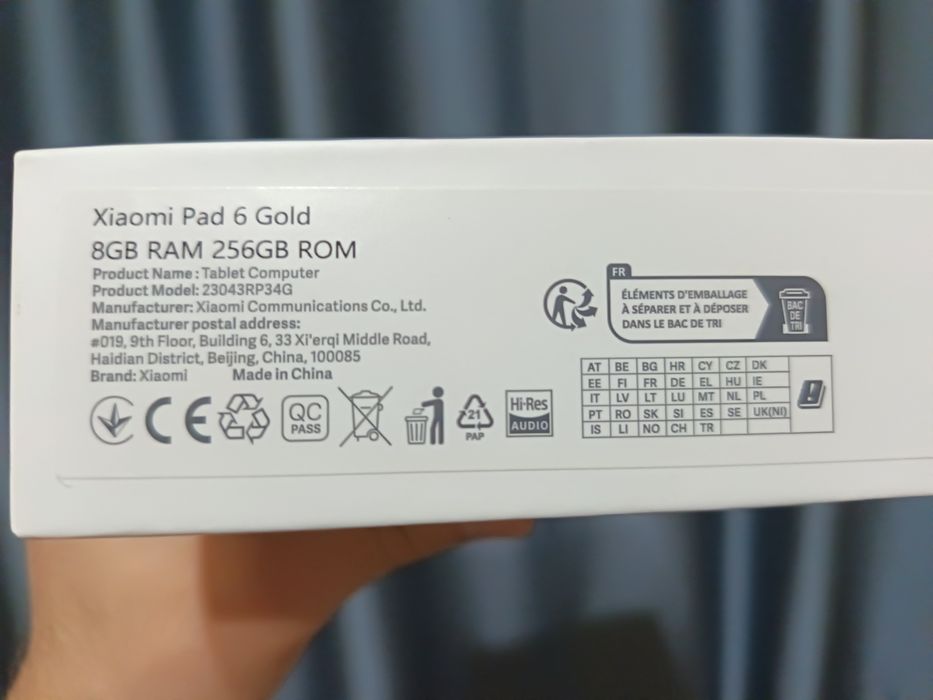 Xiaomi Pad 6 Gold
8GB RAM 256GB ROM
Product Name : Tablet Computer
Product Model: 23043RP34G
Manufacturer: Xiaomi Communications Co., Ltd.
Manufacturer postal address:
#019, 9th Floor, Building 6, 33 Xi'erqi Middle Road,
Haidian District, Beijing, China, 100085
Brand: Xiaomi Made in China
CE
QC
PASS
21
PAP
Hi-Res
AUDIO
FR
ÉLÉMENTS D'EMBALLAGE
À SÉPARER ET À DÉPOSER
DANS LE BAC DE TRI
BAC
DE
TRI
AT BE BG HR CY CZ DK
EE FI FR DE EL HU IE
IT LV LT LU MT NL PL
PT RO SK SI ES SE UK(NI)
IS LI NO CH TR